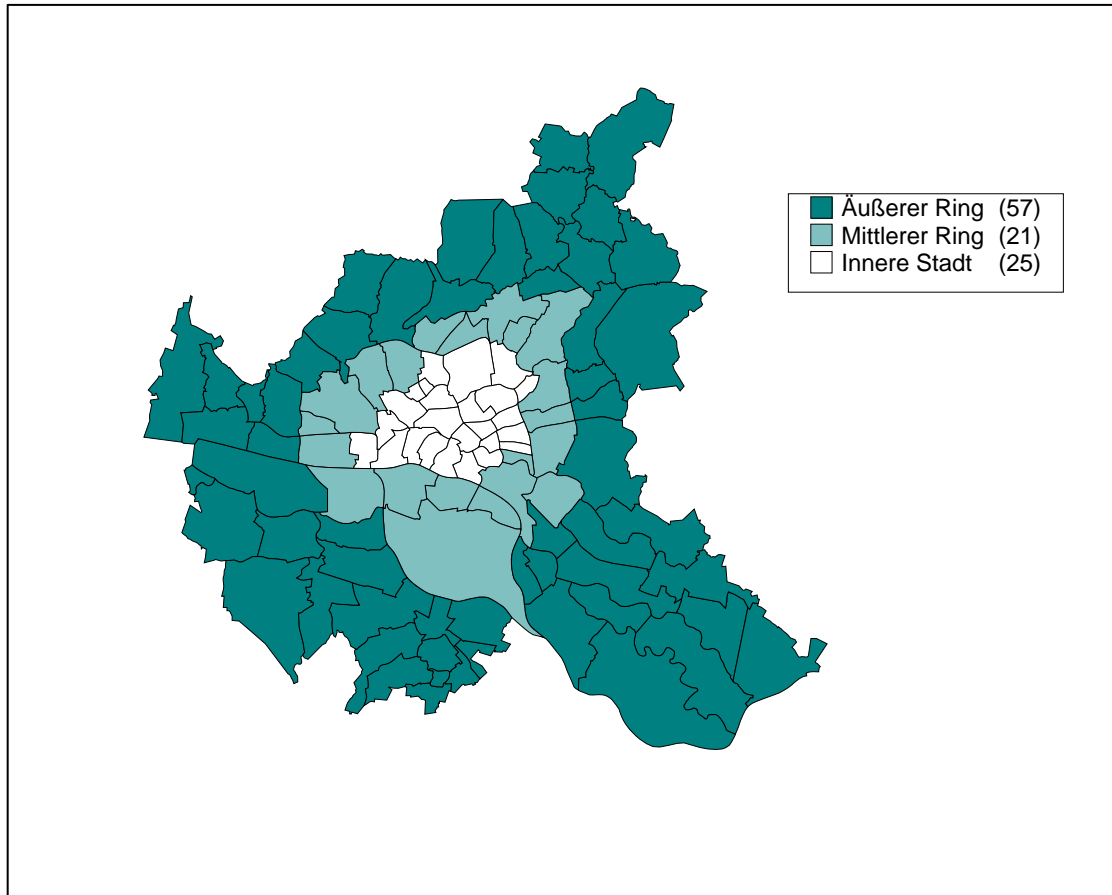 Äußerer Ring (57)
Mittlerer Ring (21)
Innere Stadt (25)